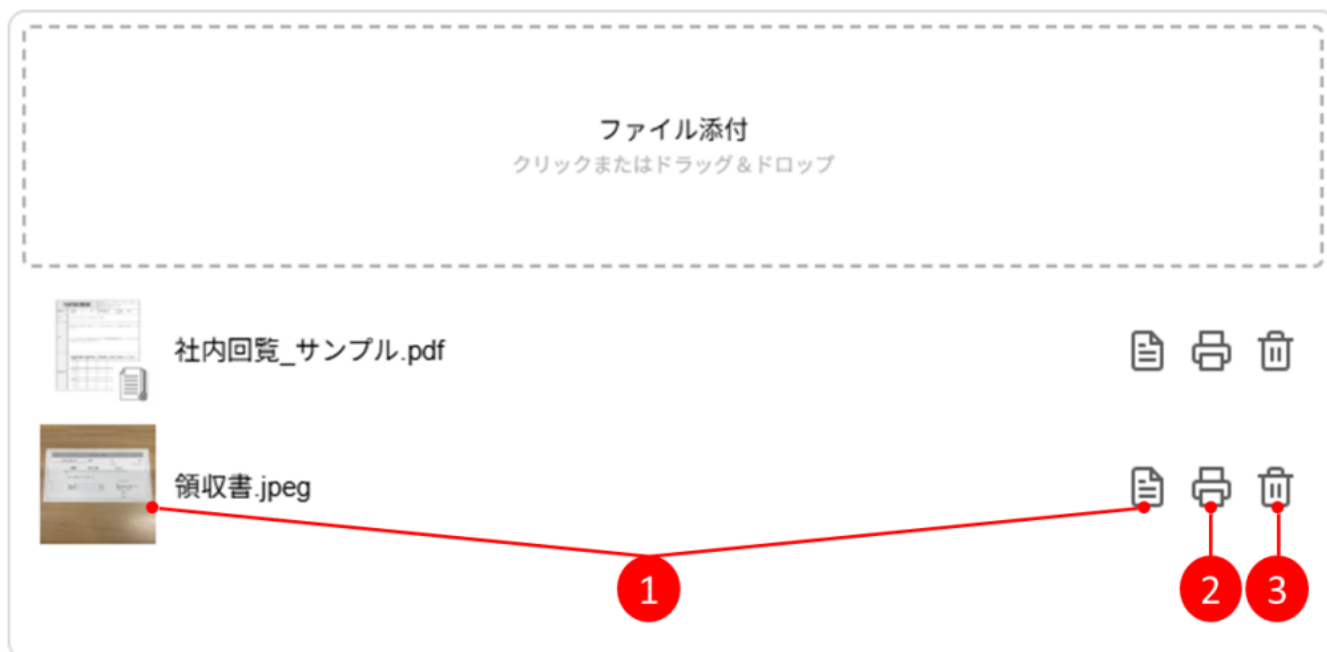 ファイル添付
クリックまたはドラッグ＆ドロップ
社内回覧_サンプル.pdf
領収書.jpeg
1
2
3